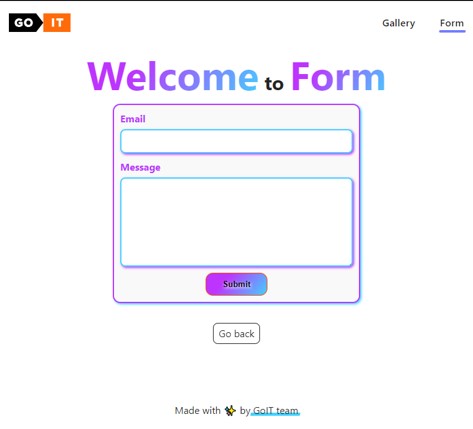 GO IT
Gallery
Form
Welcome to Form
Email
Message
Submit
Go back
Made with ✨ by GoIT team